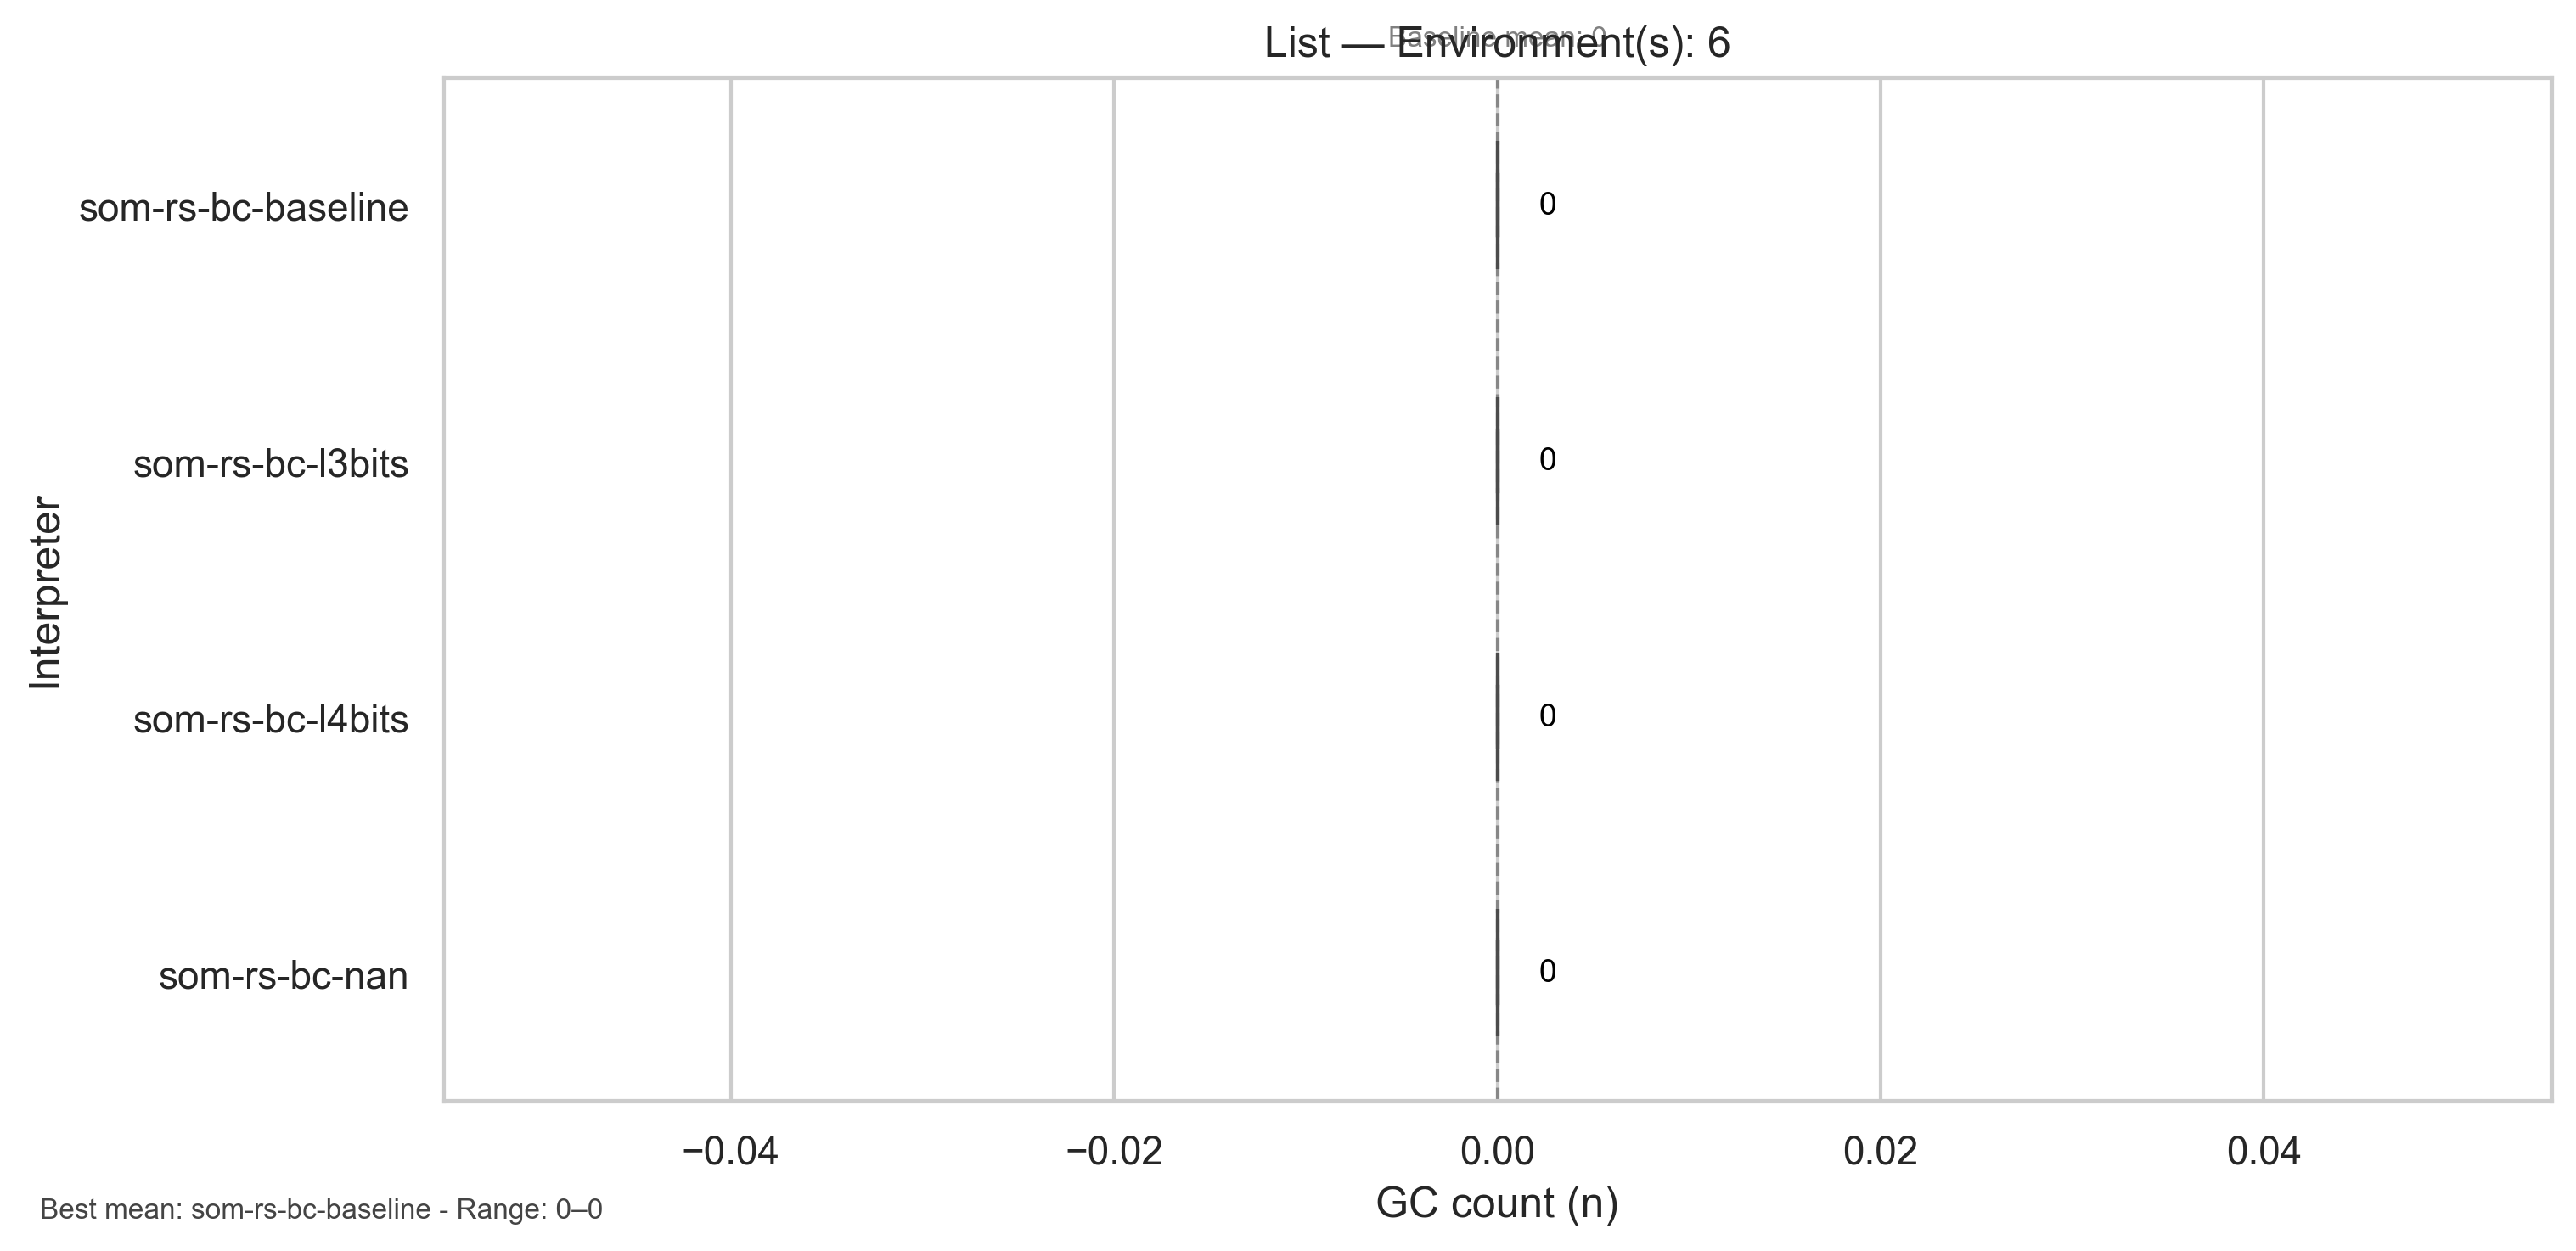 Baseline mean: 0
List — Environment(s): 6
som-rs-bc-baseline
0
som-rs-bc-l3bits
0
som-rs-bc-l4bits
0
som-rs-bc-nan
0
Interpreter
−0.04 −0.02 0.00 0.02 0.04
GC count (n)
Best mean: som-rs-bc-baseline - Range: 0–0